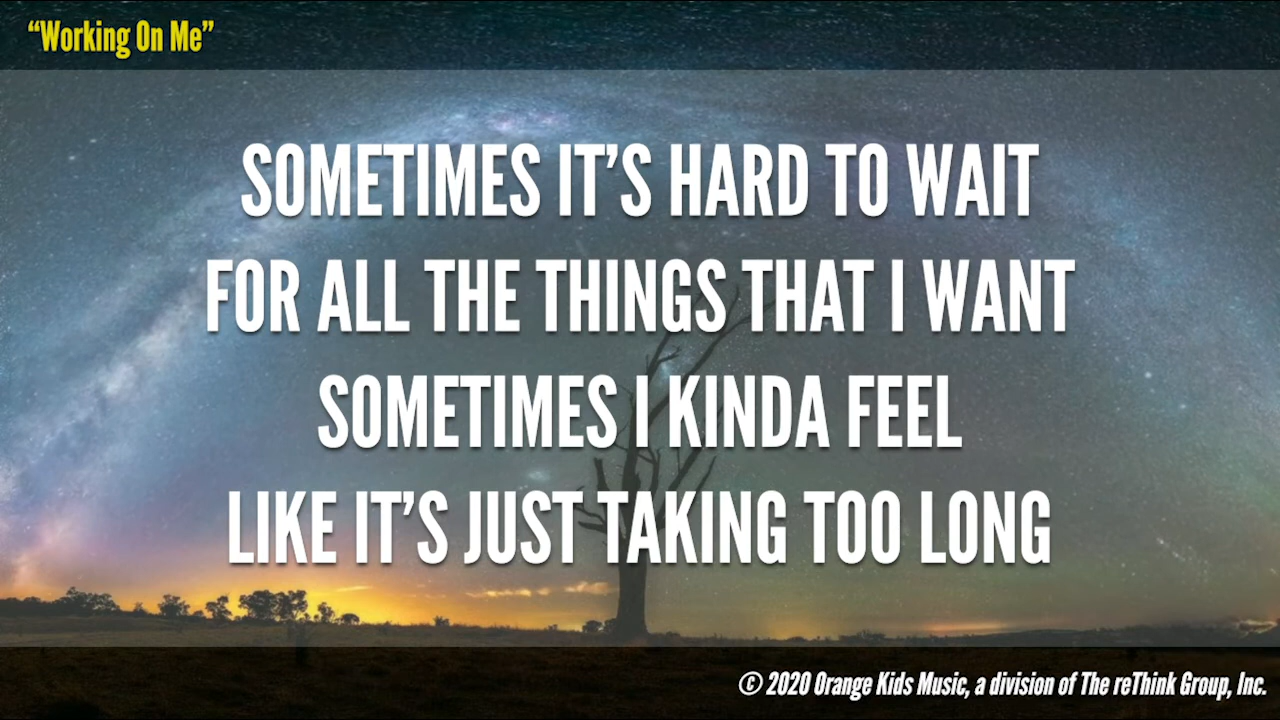 “Working On Me”
SOMETIMES IT’S HARD TO WAIT
FOR ALL THE THINGS THAT I WANT
SOMETIMES I KINDA FEEL
LIKE IT’S JUST TAKING TOO LONG
© 2020 Orange Kids Music, a division of The reThink Group, Inc.